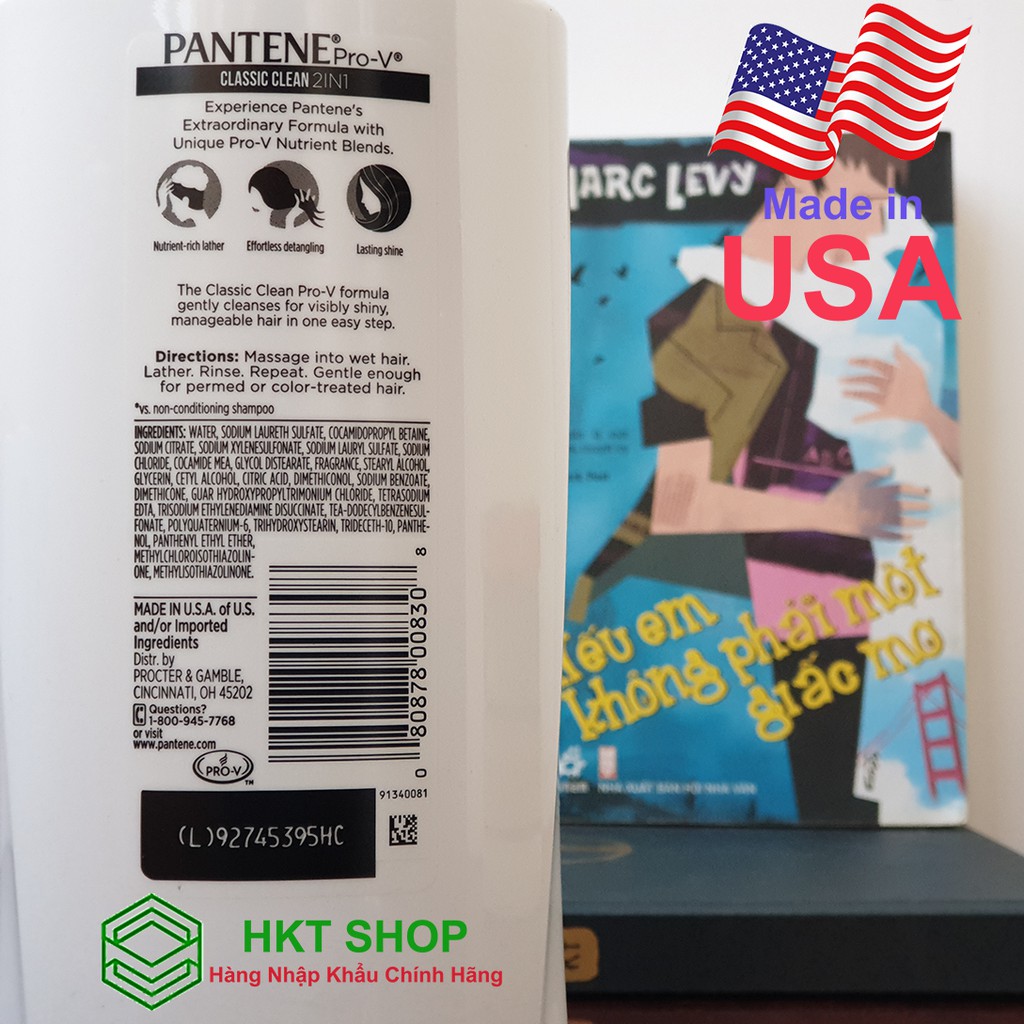 PANTENE® Pro-V®
CLASSIC CLEAN 2IN1
Experience Pantene's
Extraordinary Formula with
Unique Pro-V Nutrient Blends.
Nutrient-rich lather
Effortless detangling
Lasting shine
The Classic Clean Pro-V formula
gently cleanses for visibly shiny,
manageable hair in one easy step.
Directions: Massage into wet hair.
Lather. Rinse. Repeat. Gentle enough
for permed or color-treated hair.
*vs. non-conditioning shampoo
INGREDIENTS: WATER, SODIUM LAURETH SULFATE, COCAMIDOPROPYL BETAINE,
SODIUM CITRATE, SODIUM XYLENESULFONATE, SODIUM LAURYL SULFATE, SODIUM
CHLORIDE, COCAMIDE MEA, GLYCOL DISTEARATE, FRAGRANCE, STEARYL ALCOHOL,
GLYCERIN, CETYL ALCOHOL, CITRIC ACID, DIMETHICONOL, SODIUM BENZOATE,
DIMETHICONE, GUAR HYDROXYPROPYLTRIMONIUM CHLORIDE, TETRASODIUM
EDTA, TRISODIUM ETHYLENEDIAMINE DISUCCINATE, TEA-DODECYLBENZENESUL-
FONATE, POLYQUATERNIUM-6, TRIHYDROXYSTEARIN, TRIDECETH-10, PANTHE-
NOL, PANTHENYL ETHYL ETHER,
METHYLCHLOROISOTHIAZOLIN-
ONE, METHYLISOTHIAZOLINONE.
MADE IN U.S.A. of U.S.
and/or Imported
Ingredients
Distr. by
PROCTER & GAMBLE,
CINCINNATI, OH 45202
Questions?
1-800-945-7768
or visit
www.pantene.com
PRO-V™
0 80878 00830 8
91340081
(L)92745395HC
HKT SHOP
Hàng Nhập Khẩu Chính Hãng
Made in
USA
MARC LEVY
Nếu em
không phải một
giấc mơ
NHÀ XUẤT BẢN HỘI NHÀ VĂN